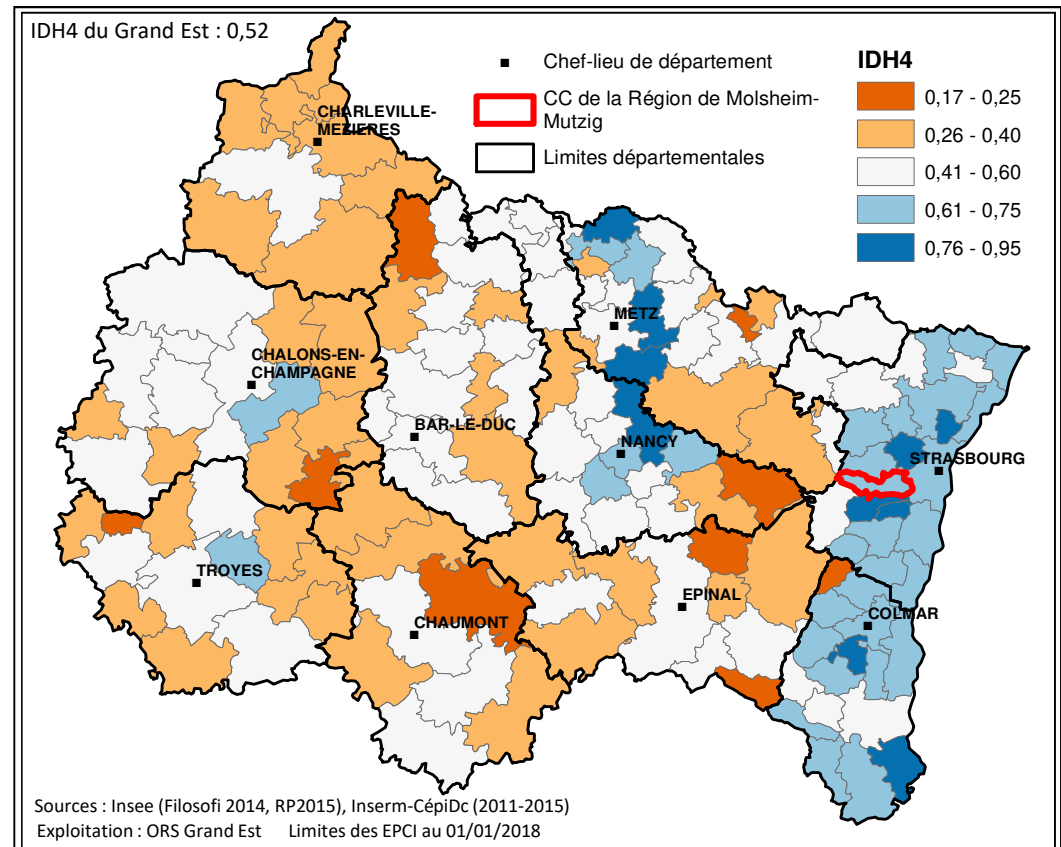 IDH4 du Grand Est : 0,52
Chef-lieu de département
CC de la Région de Molsheim-
Mutzig
Limites départementales
IDH4
0,17 - 0,25
0,26 - 0,40
0,41 - 0,60
0,61 - 0,75
0,76 - 0,95
CHARLEVILLE-
MEZIERES
METZ
CHALONS-EN-
CHAMPAGNE
BAR-LE-DUC
NANCY
STRASBOURG
TROYES
EPINAL
CHAUMONT
COLMAR
Sources : Insee (Filosofi 2014, RP2015), Inserm-CépiDc (2011-2015)
Exploitation : ORS Grand Est Limites des EPCI au 01/01/2018